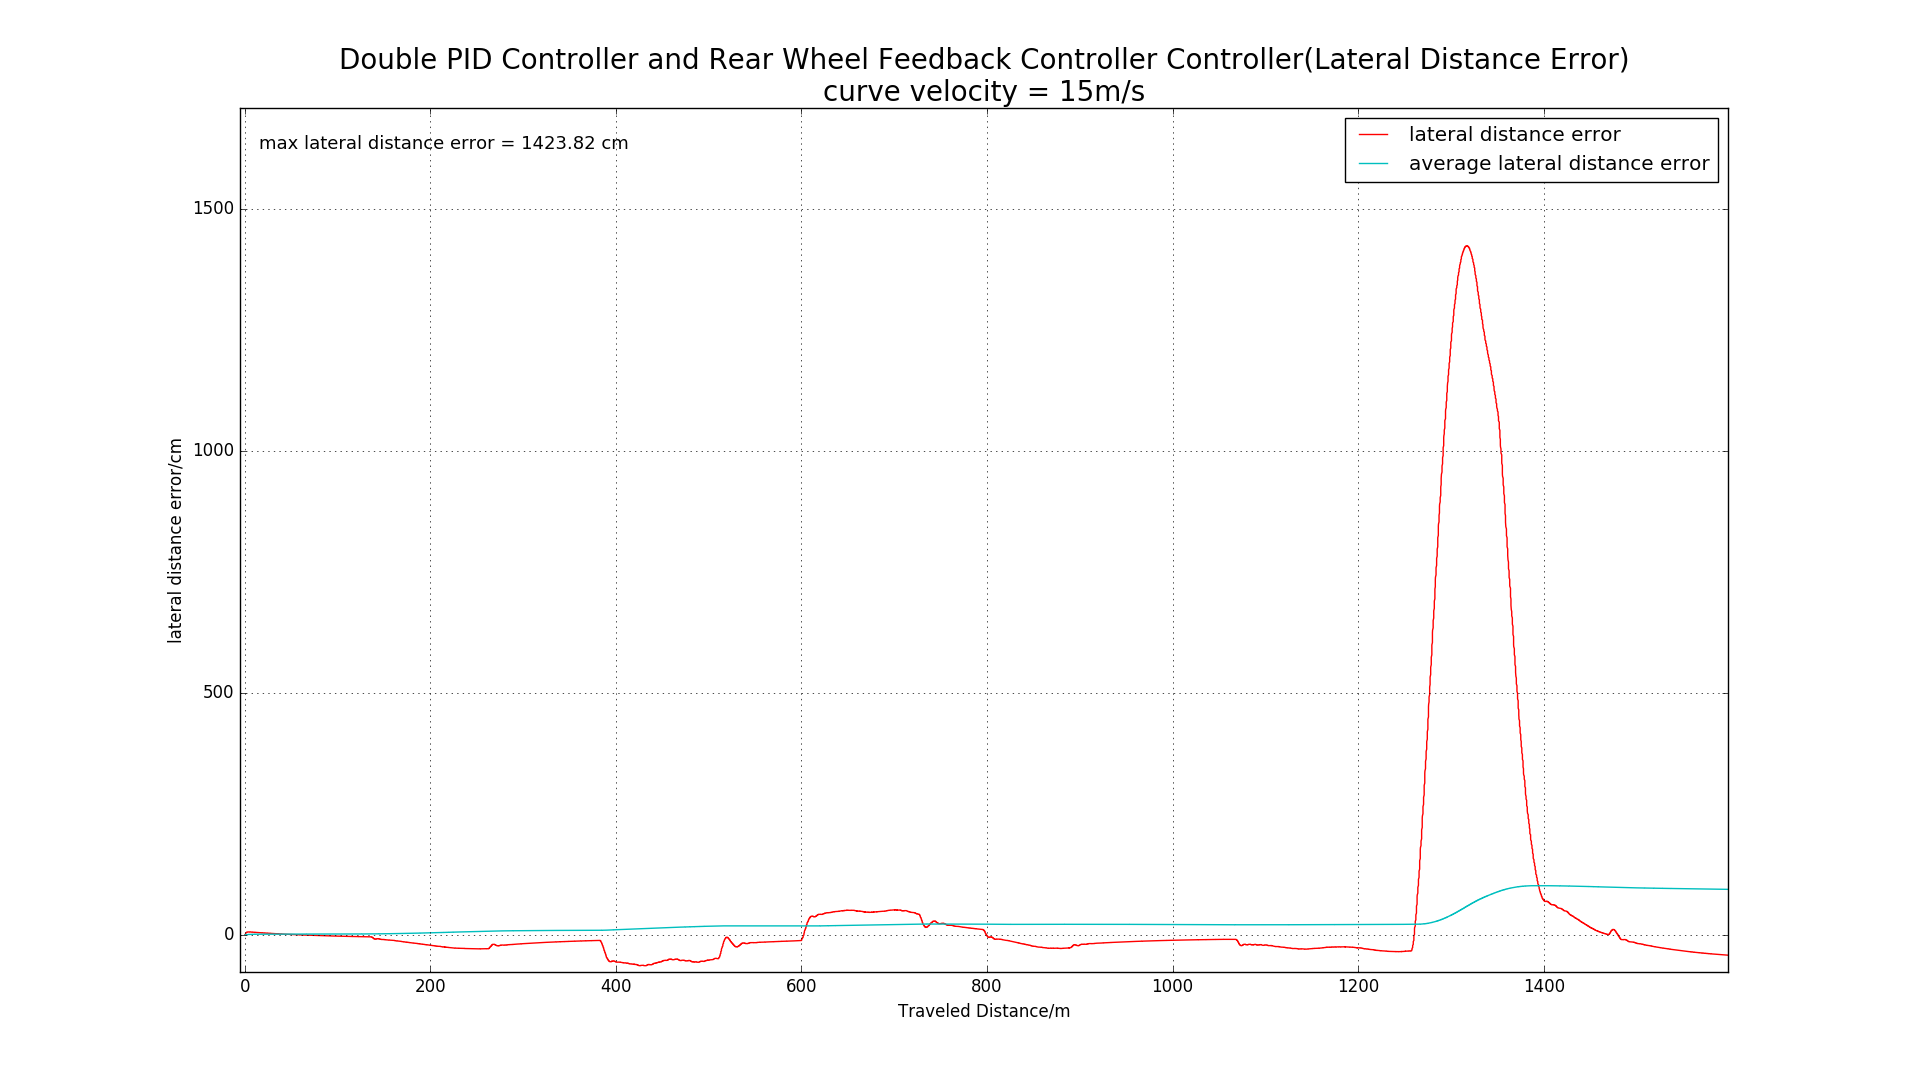 Double PID Controller and Rear Wheel Feedback Controller Controller(Lateral Distance Error)
curve velocity = 15m/s
max lateral distance error = 1423.82 cm
lateral distance error
average lateral distance error
1500
1000
500
0
lateral distance error/cm
0 200 400 600 800 1000 1200 1400
Traveled Distance/m